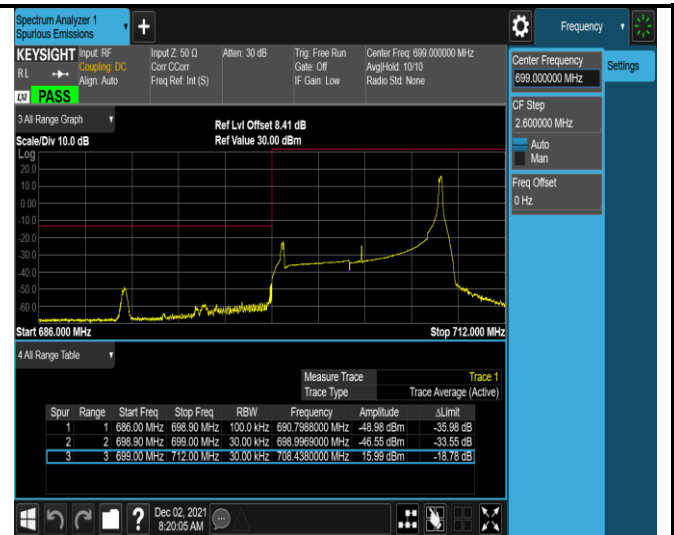 Spectrum Analyzer 1
Spurious Emissions
+
Frequency
KEYSIGHT
RL
Input: RF
Coupling: DC
Align: Auto
Input Z: 50 Ω
Corr CCorr
Freq Ref: Int (S)
Atten: 30 dB
Trig: Free Run
Gate: Off
IF Gain: Low
Center Freq: 699.000000 MHz
Avg|Hold: 10/10
Radio Std: None
LXI PASS
Center Frequency
699.000000 MHz
Settings
CF Step
2.600000 MHz
Auto
Man
Freq Offset
0 Hz
3 All Range Graph
Ref Lvl Offset 8.41 dB
Scale/Div 10.0 dB
Ref Value 30.00 dBm
Log
20.0
10.0
0.00
-10.0
-20.0
-30.0
-40.0
-50.0
-60.0
Start 686.000 MHz
Stop 712.000 MHz
4 All Range Table
Measure Trace Trace 1
Trace Type Trace Average (Active)
Spur Range Start Freq Stop Freq RBW Frequency Amplitude ΔLimit
1 1 686.00 MHz 698.90 MHz 100.0 kHz 690.7988000 MHz -48.98 dBm -35.98 dB
2 2 698.90 MHz 699.00 MHz 30.00 kHz 698.9969000 MHz -46.55 dBm -33.55 dB
3 3 699.00 MHz 712.00 MHz 30.00 kHz 708.4380000 MHz 15.99 dBm -18.78 dB
?
Dec 02, 2021
8:20:05 AM